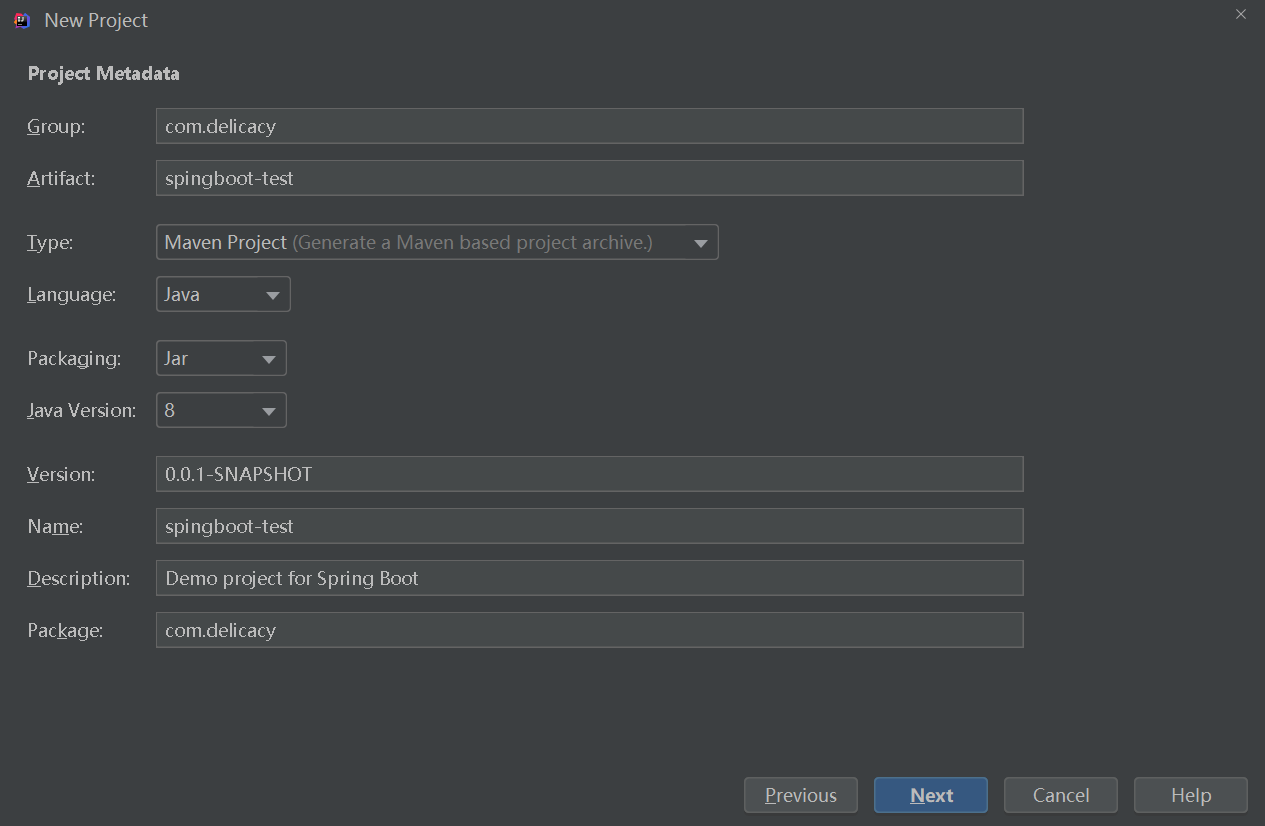 New Project
Project Metadata
Group: com.delicacy
Artifact: spingboot-test
Type: Maven Project (Generate a Maven based project archive.)
Language: Java
Packaging: Jar
Java Version: 8
Version: 0.0.1-SNAPSHOT
Name: spingboot-test
Description: Demo project for Spring Boot
Package: com.delicacy
Previous Next Cancel Help